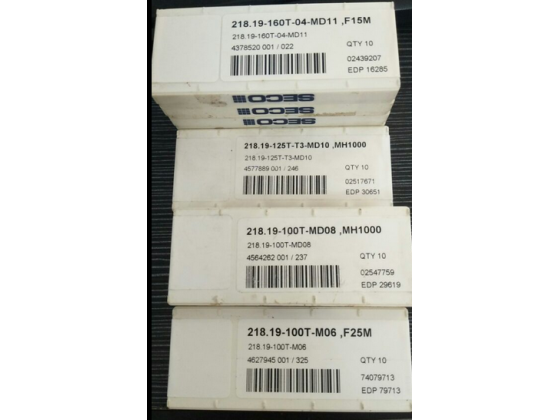 218.19-160T-04-MD11 ,F15M
218.19-160T-04-MD11
4378520 001 / 022
QTY 10
02439207
EDP 16285
SECO
SECO
SECO
218.19-125T-T3-MD10 ,MH1000
218.19-125T-T3-MD10
4577889 001 / 246
QTY 10
02517671
EDP 30651
218.19-100T-MD08 ,MH1000
218.19-100T-MD08
4564262 001 / 237
QTY 10
02547759
EDP 29619
218.19-100T-M06 ,F25M
218.19-100T-M06
4627945 001 / 325
QTY 10
74079713
EDP 79713